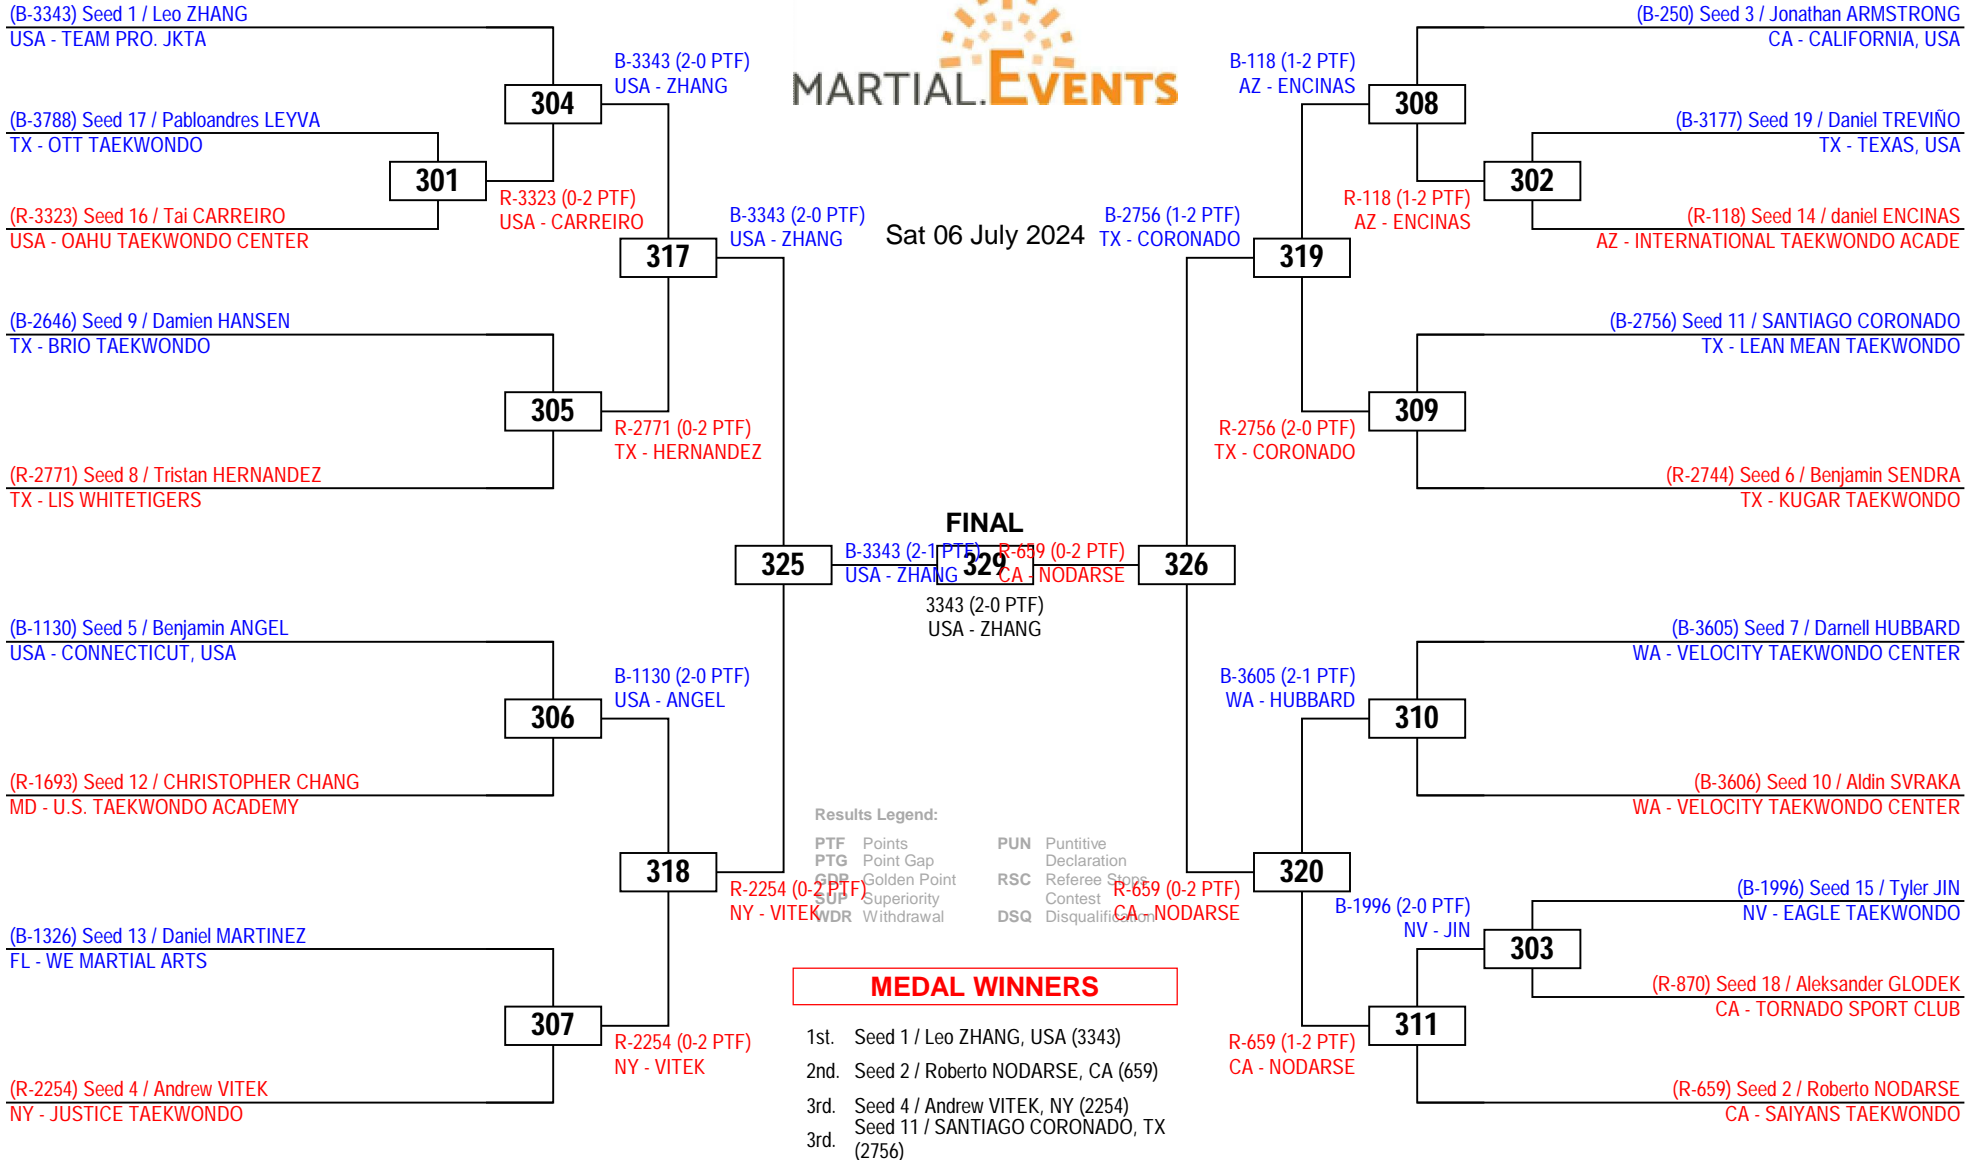 (B-3343) Seed 1 / Leo ZHANG
USA - TEAM PRO. JKTA
(B-3788) Seed 17 / Pabloandres LEYVA
TX - OTT TAEKWONDO
(R-3323) Seed 16 / Tai CARREIRO
USA - OAHU TAEKWONDO CENTER
(B-2646) Seed 9 / Damien HANSEN
TX - BRIO TAEKWONDO
(R-2771) Seed 8 / Tristan HERNANDEZ
TX - LIS WHITETIGERS
(B-1130) Seed 5 / Benjamin ANGEL
USA - CONNECTICUT, USA
(R-1693) Seed 12 / CHRISTOPHER CHANG
MD - U.S. TAEKWONDO ACADEMY
(B-1326) Seed 13 / Daniel MARTINEZ
FL - WE MARTIAL ARTS
(R-2254) Seed 4 / Andrew VITEK
NY - JUSTICE TAEKWONDO
301
R-3323 (0-2 PTF)
USA - CARREIRO
304
305
306
307
B-3343 (2-0 PTF)
USA - ZHANG
R-2771 (0-2 PTF)
TX - HERNANDEZ
B-1130 (2-0 PTF)
USA - ANGEL
R-2254 (0-2 PTF)
NY - VITEK
317
318
B-3343 (2-0 PTF)
USA - ZHANG
R-2254 (0-2 PTF)
NY - VITEK
325
MARTIAL.EVENTS
Sat 06 July 2024
FINAL
B-3343 (2-1 PTF)
USA - ZHANG
329
R-659 (0-2 PTF)
CA - NODARSE
3343 (2-0 PTF)
USA - ZHANG
326
B-2756 (1-2 PTF)
TX - CORONADO
R-659 (0-2 PTF)
CA - NODARSE
319
320
B-118 (1-2 PTF)
AZ - ENCINAS
R-2756 (2-0 PTF)
TX - CORONADO
B-3605 (2-1 PTF)
WA - HUBBARD
R-659 (1-2 PTF)
CA - NODARSE
308
309
310
311
R-118 (1-2 PTF)
AZ - ENCINAS
302
B-1996 (2-0 PTF)
NV - JIN
303
(B-250) Seed 3 / Jonathan ARMSTRONG
CA - CALIFORNIA, USA
(B-3177) Seed 19 / Daniel TREVIÑO
TX - TEXAS, USA
(R-118) Seed 14 / daniel ENCINAS
AZ - INTERNATIONAL TAEKWONDO ACADE
(B-2756) Seed 11 / SANTIAGO CORONADO
TX - LEAN MEAN TAEKWONDO
(R-2744) Seed 6 / Benjamin SENDRA
TX - KUGAR TAEKWONDO
(B-3605) Seed 7 / Darnell HUBBARD
WA - VELOCITY TAEKWONDO CENTER
(B-3606) Seed 10 / Aldin SVRAKA
WA - VELOCITY TAEKWONDO CENTER
(B-1996) Seed 15 / Tyler JIN
NV - EAGLE TAEKWONDO
(R-870) Seed 18 / Aleksander GLODEK
CA - TORNADO SPORT CLUB
(R-659) Seed 2 / Roberto NODARSE
CA - SAIYANS TAEKWONDO
Results Legend:
PTF Points
PTG Point Gap
GDP Golden Point
SUP Superiority
WDR Withdrawal
PUN Puntitive
Declaration
RSC Referee Stops
Contest
DSQ Disqualification
MEDAL WINNERS
1st. Seed 1 / Leo ZHANG, USA (3343)
2nd. Seed 2 / Roberto NODARSE, CA (659)
3rd. Seed 4 / Andrew VITEK, NY (2254)
3rd. Seed 11 / SANTIAGO CORONADO, TX
(2756)